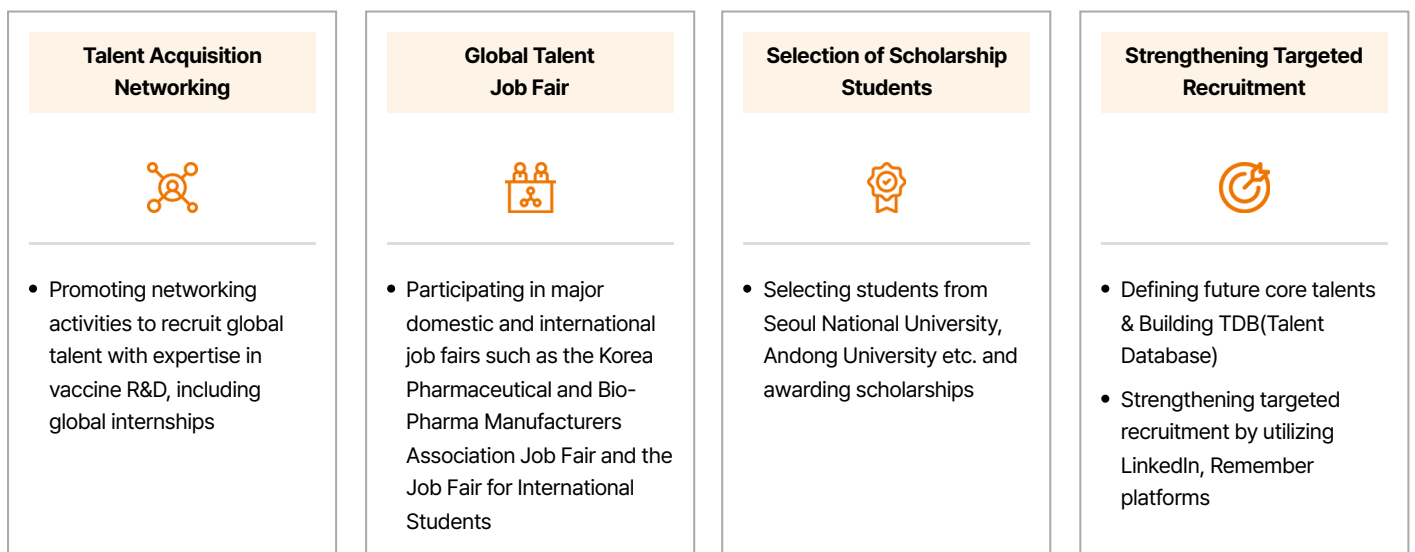 Talent Acquisition
Networking
• Promoting networking
activities to recruit global
talent with expertise in
vaccine R&D, including
global internships
Global Talent
Job Fair
• Participating in major
domestic and international
job fairs such as the Korea
Pharmaceutical and Bio-
Pharma Manufacturers
Association Job Fair and the
Job Fair for International
Students
Selection of Scholarship
Students
• Selecting students from
Seoul National University,
Andong University etc. and
awarding scholarships
Strengthening Targeted
Recruitment
• Defining future core talents
& Building TDB(Talent
Database)
• Strengthening targeted
recruitment by utilizing
LinkedIn, Remember
platforms